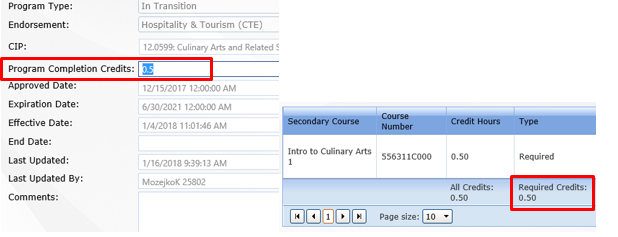 Program Type: In Transition
Endorsement: Hospitality & Tourism (CTE)
CIP: 12.0599: Culinary Arts and Related S
Program Completion Credits: 0.5
Approved Date: 12/15/2017 12:00:00 AM
Expiration Date: 6/30/2021 12:00:00 AM
Effective Date: 1/4/2018 11:01:46 AM
End Date:
Last Updated: 1/16/2018 9:39:13 AM
Last Updated By: MozejkoK 25802
Comments:
Secondary Course Course Number Credit Hours Type
Intro to Culinary Arts 1 556311C000 0.50 Required
All Credits: 0.50 Required Credits: 0.50
1 Page size: 10